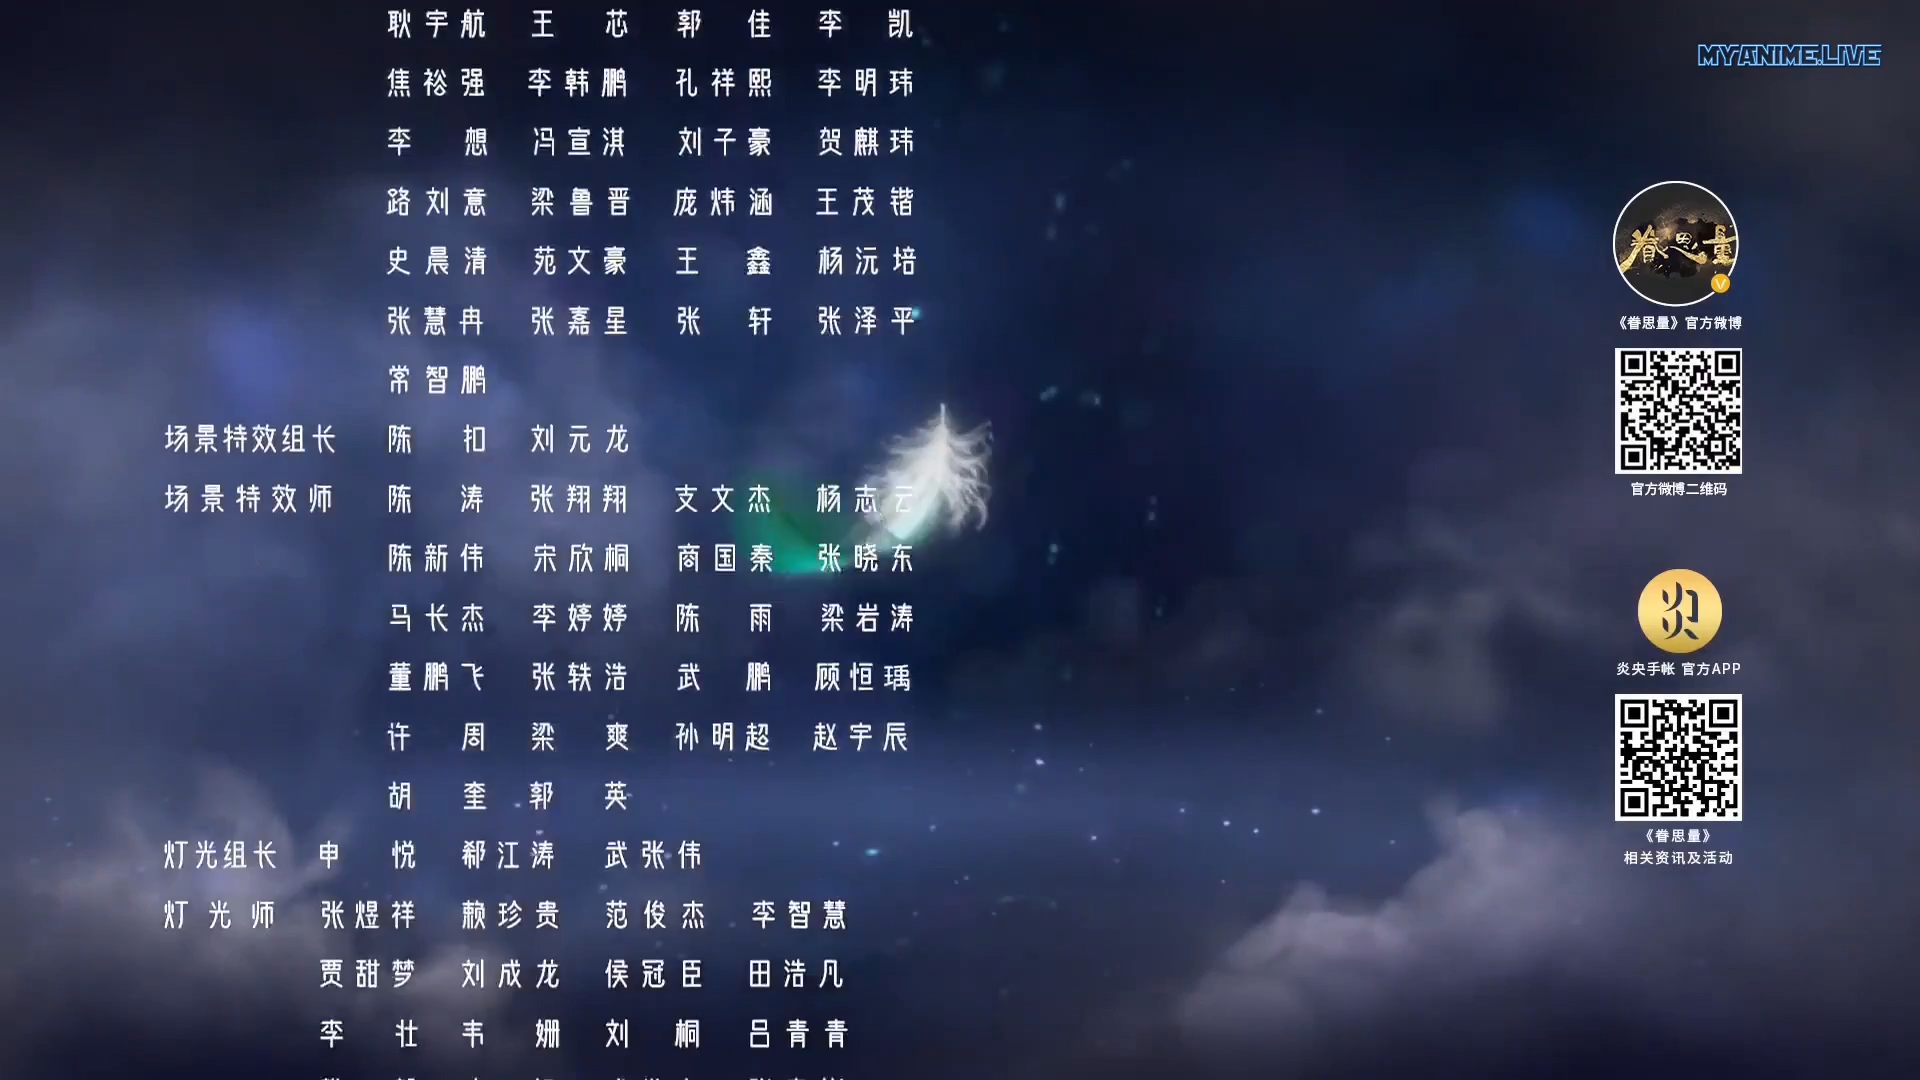 耿宇航 王芯 郭佳 李凯
焦裕强 李韩鹏 孔祥熙 李明玮
李想 冯宣淇 刘子豪 贺麒玮
路刘意 梁鲁晋 庞炜涵 王茂锴
史晨清 苑文豪 王鑫 杨沅培
张慧冉 张嘉星 张轩 张泽平
常智鹏
场景特效组长 陈扣 刘元龙
场景特效师 陈涛 张翔翔 支文杰 杨志云
陈新伟 宋欣桐 商国秦 张晓东
马长杰 李婷婷 陈雨 梁岩涛
董鹏飞 张轶浩 武鹏 顾恒瑀
许周 梁爽 孙明超 赵宇辰
胡奎 郭英
灯光组长 申悦 郗江涛 武张伟
灯光师 张煜祥 赖珍贵 范俊杰 李智慧
贾甜梦 刘成龙 侯冠臣 田浩凡
李壮 韦姗 刘桐 吕青青
MYANIME.LIVE
眷思量
V
《眷思量》官方微博
官方微博二维码
炎
炎央手帐 官方APP
《眷思量》
相关资讯及活动